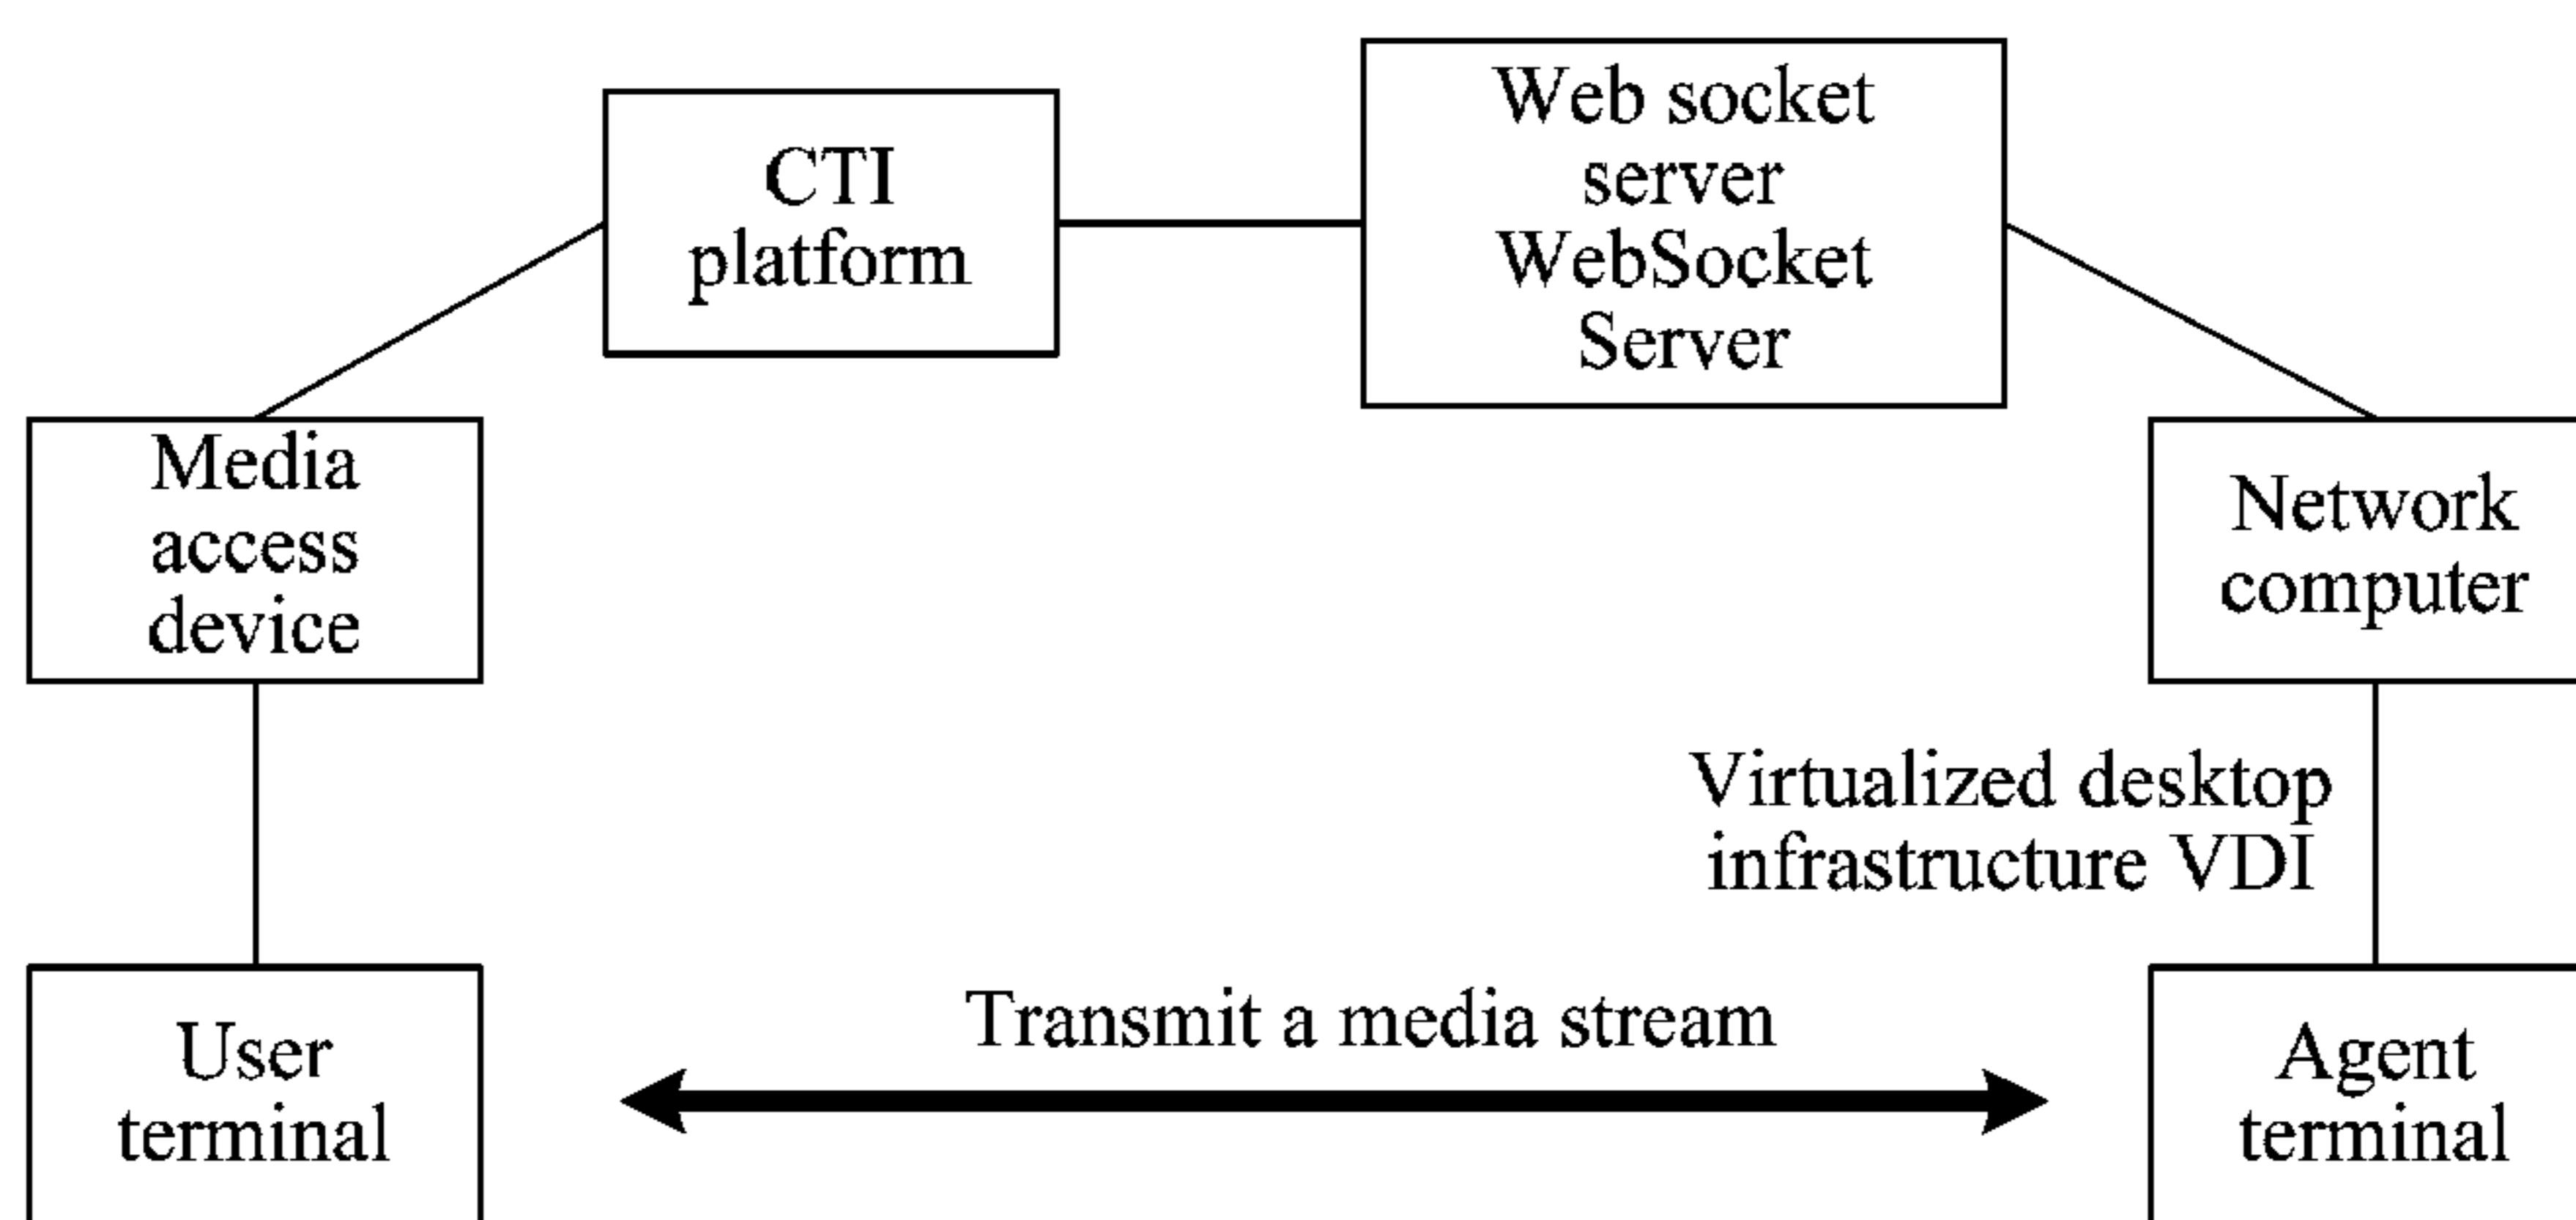 CTI
platform
Web socket
server
WebSocket
Server
Media
access
device
Network
computer
Virtualized desktop
infrastructure VDI
User
terminal
Transmit a media stream
Agent
terminal